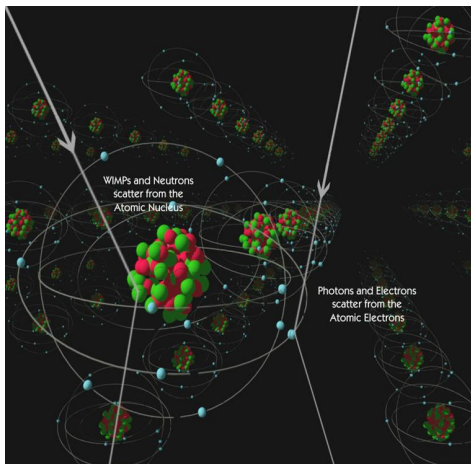 WIMPs and Neutrons
scatter from the
Atomic Nucleus
Photons and Electrons
scatter from the
Atomic Electrons